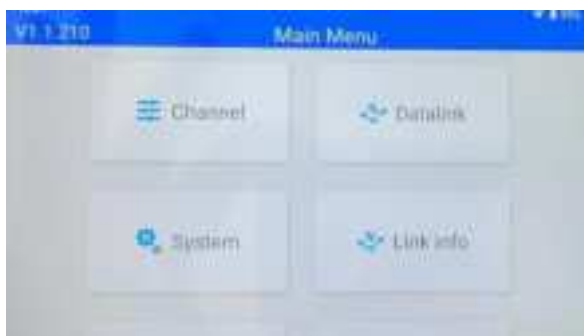 V1.1.210
Main Menu
Channel
Datalink
System
Link info